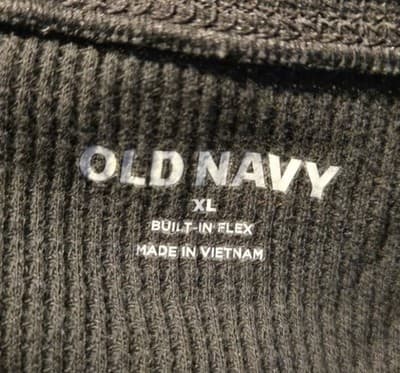 OLD NAVY
XL
BUILT-IN FLEX
MADE IN VIETNAM